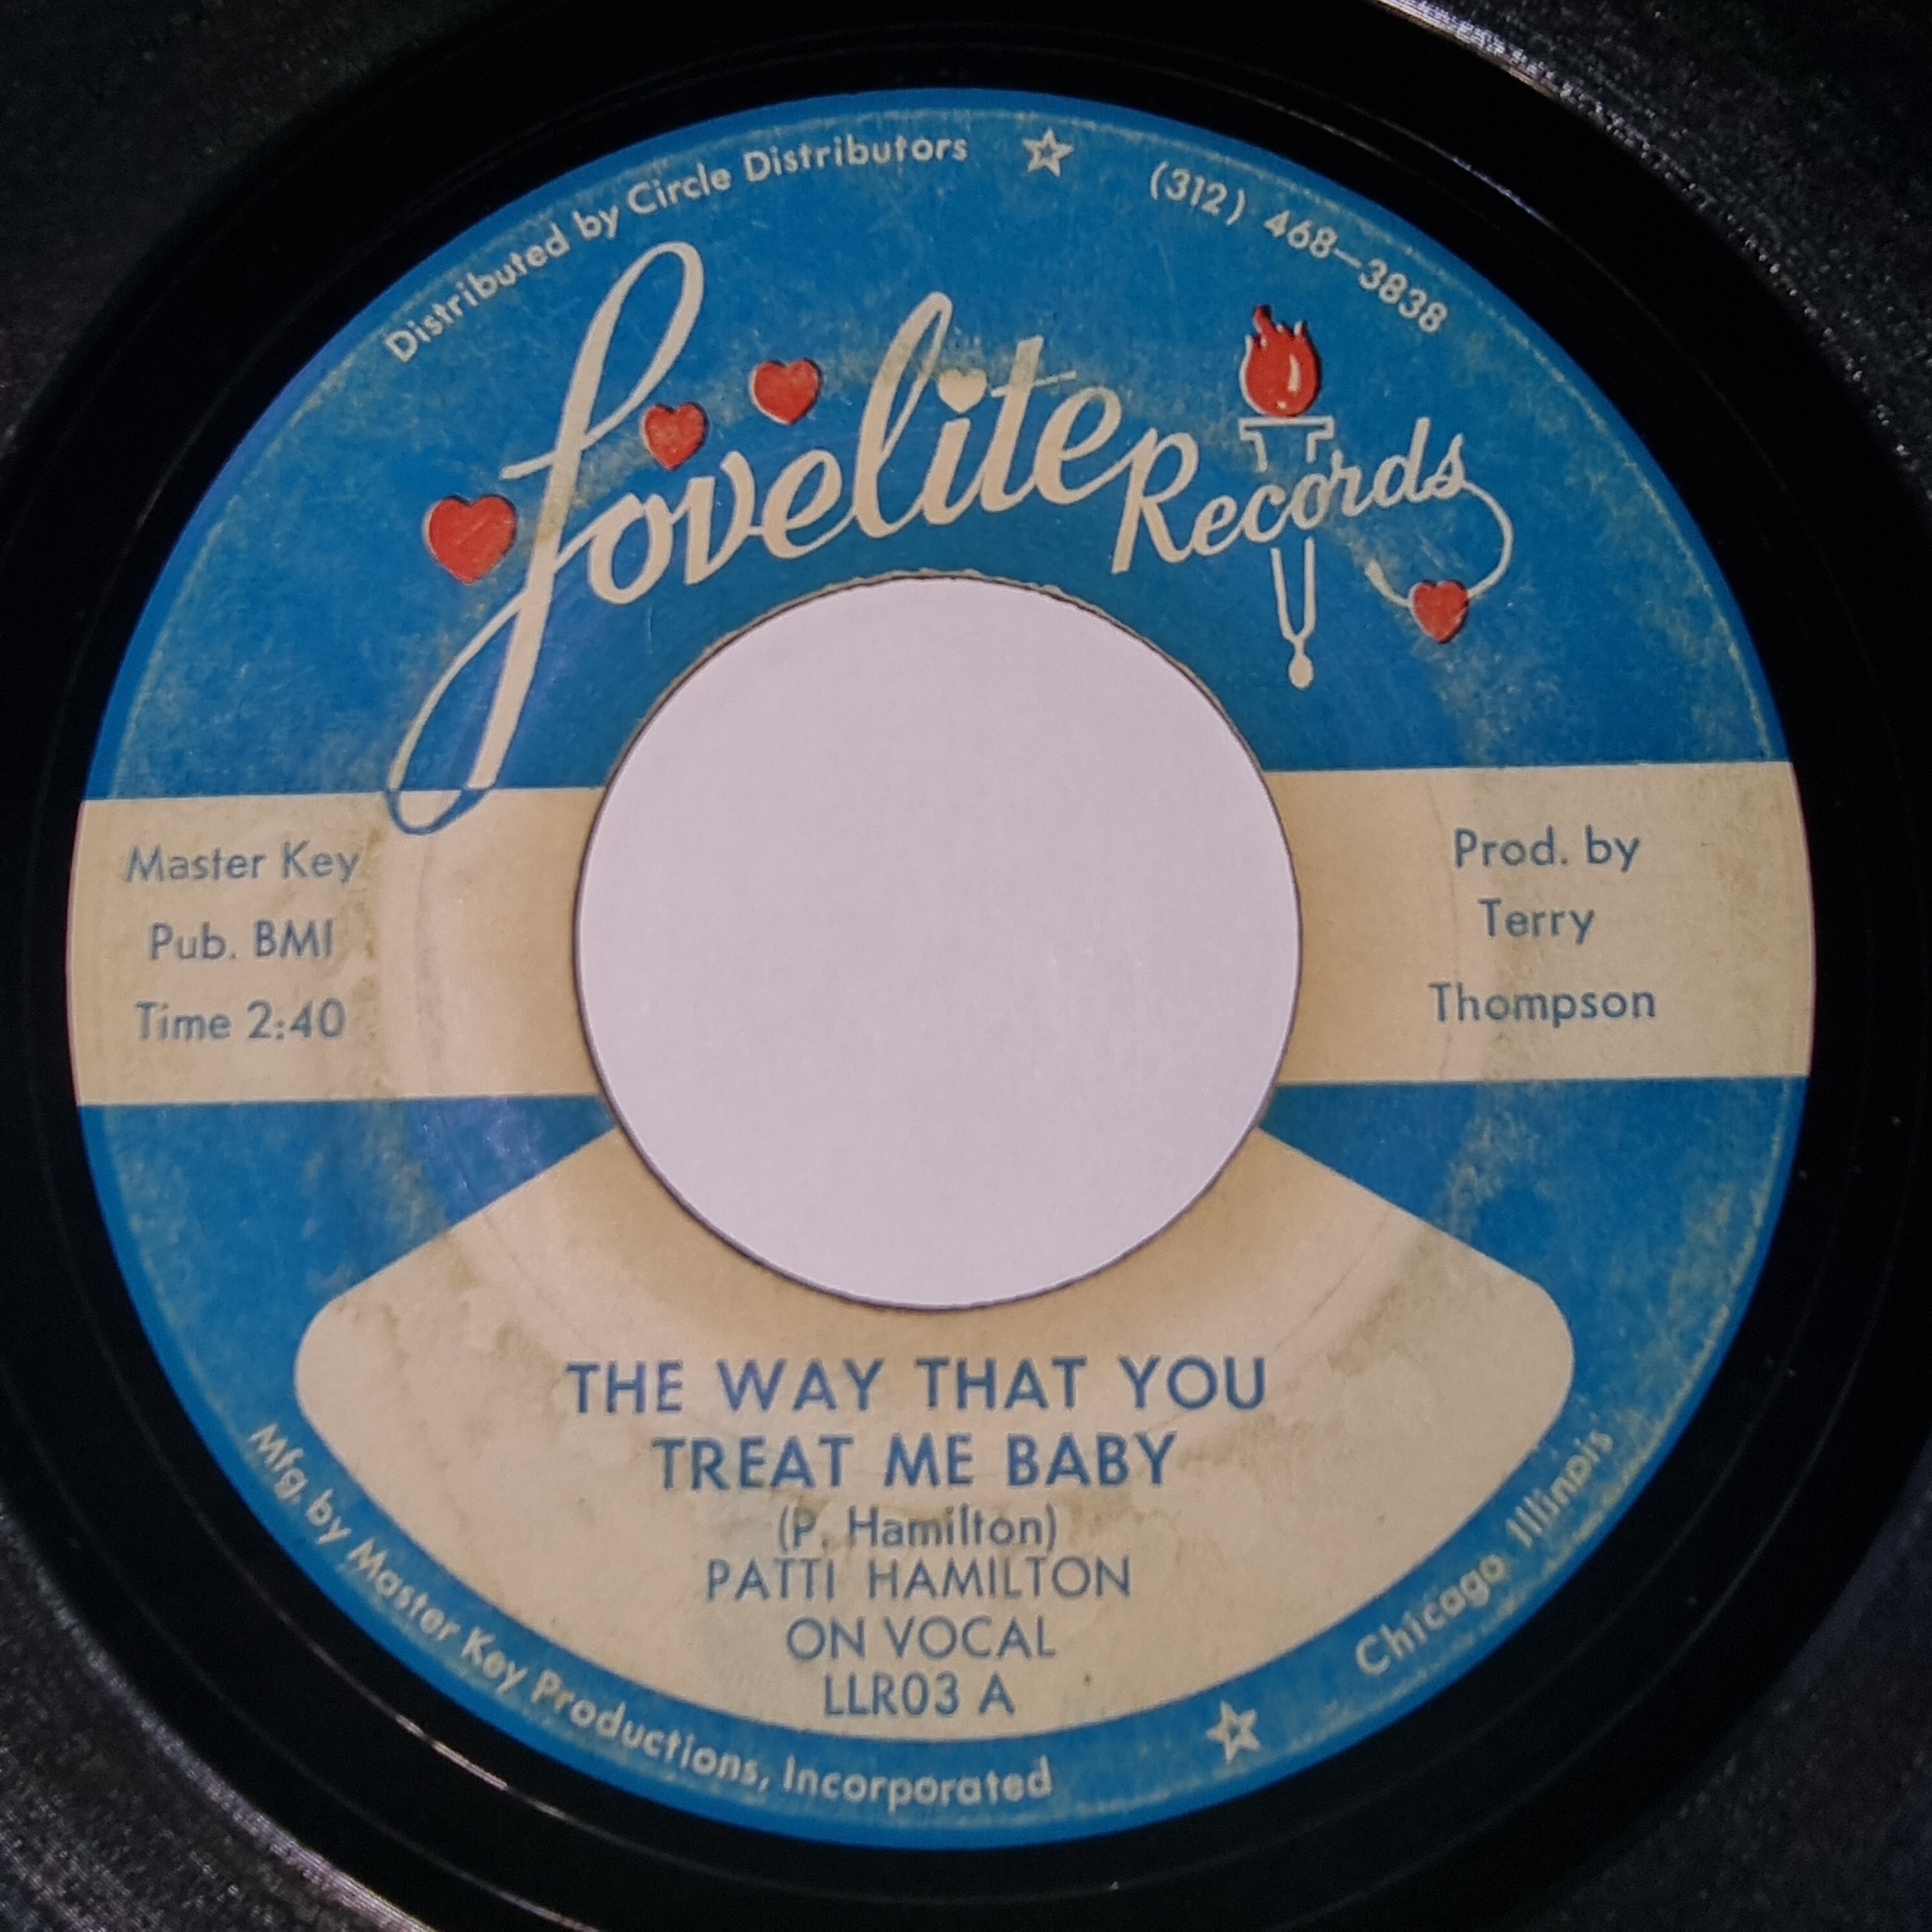 Distributed by Circle Distributors ☆ (312) 468-3838
Lovelite Records
Master Key
Pub. BMI
Time 2:40
Prod. by
Terry
Thompson
THE WAY THAT YOU
TREAT ME BABY
(P. Hamilton)
PATTI HAMILTON
ON VOCAL
LLR03 A
Mfg. by Master Key Productions, Incorporated ☆ Chicago Illinois